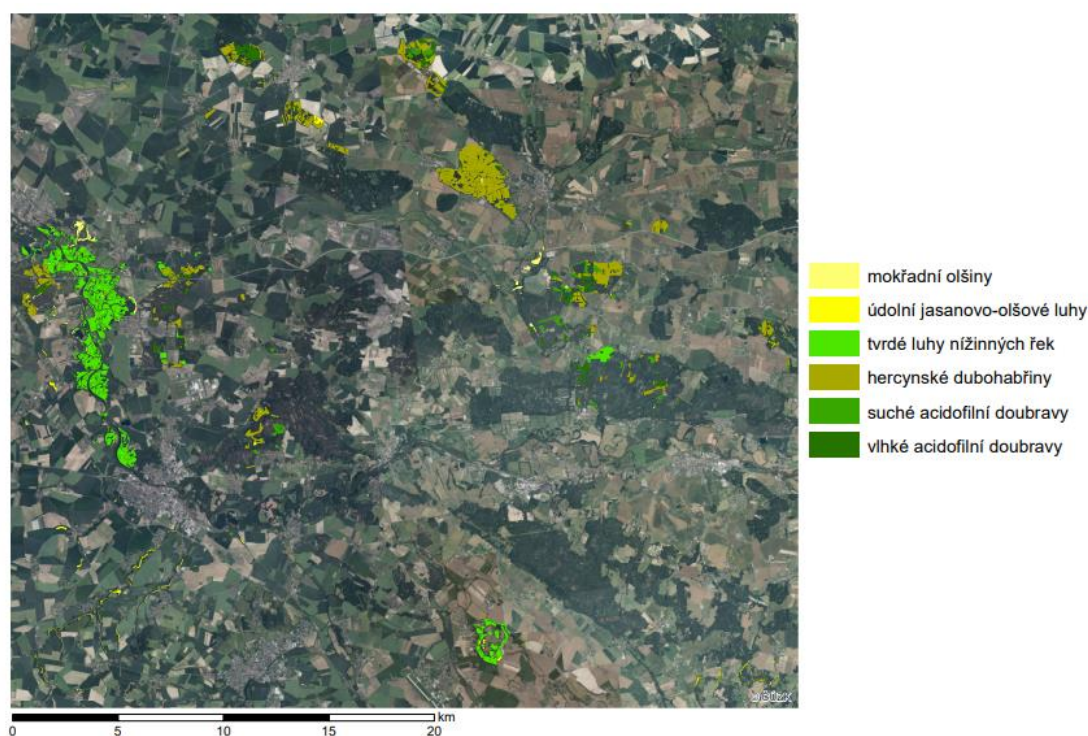 mokřadní olšiny
údolní jasanovo-olšové luhy
tvrdé luhy nížinných řek
hercynské dubohabřiny
suché acidofilní doubravy
vlhké acidofilní doubravy
km
0 5 10 15 20